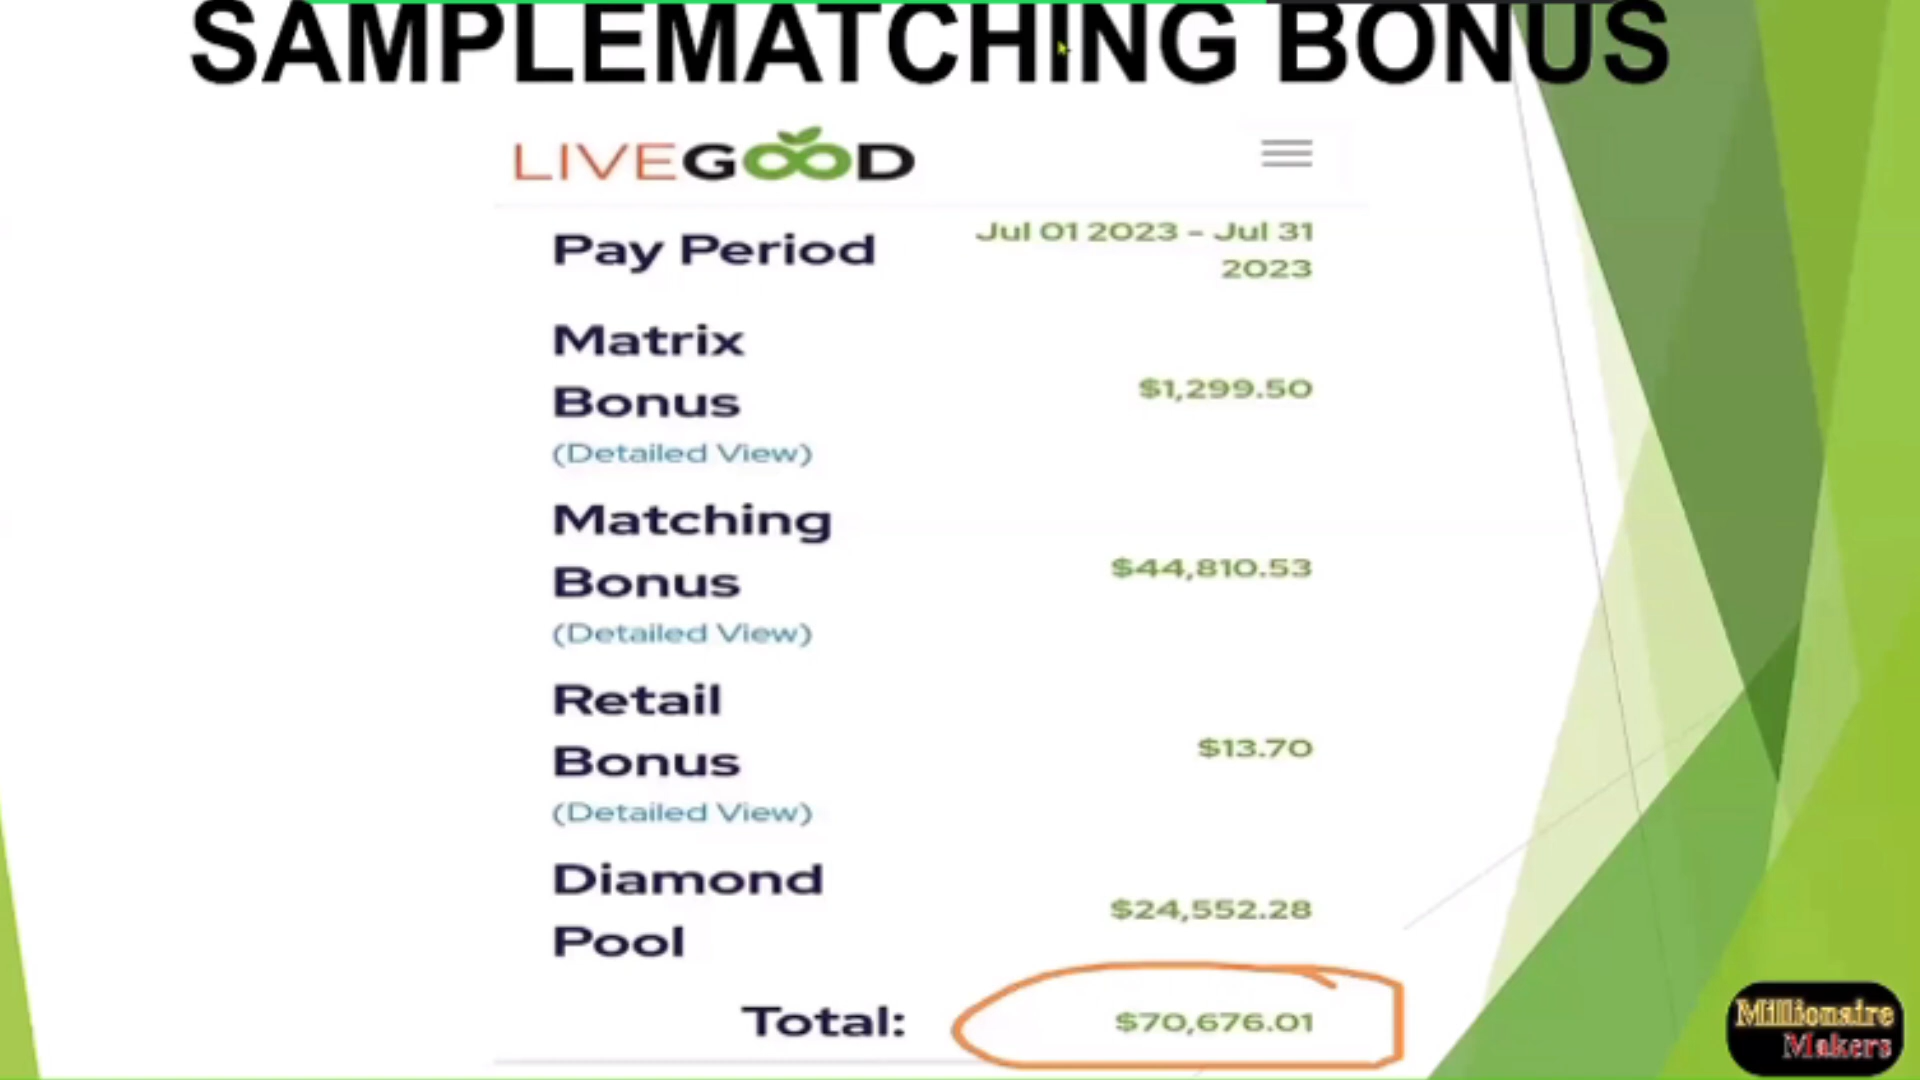 SAMPLEMATCHING BONUS
LIVEGOOD
Pay Period
Jul 01 2023 - Jul 31
2023
Matrix
Bonus
$1,299.50
(Detailed View)
Matching
Bonus
$44,810.53
(Detailed View)
Retail
Bonus
$13.70
(Detailed View)
Diamond
Pool
$24,552.28
Total: $70,676.01
Millionaire
Makers